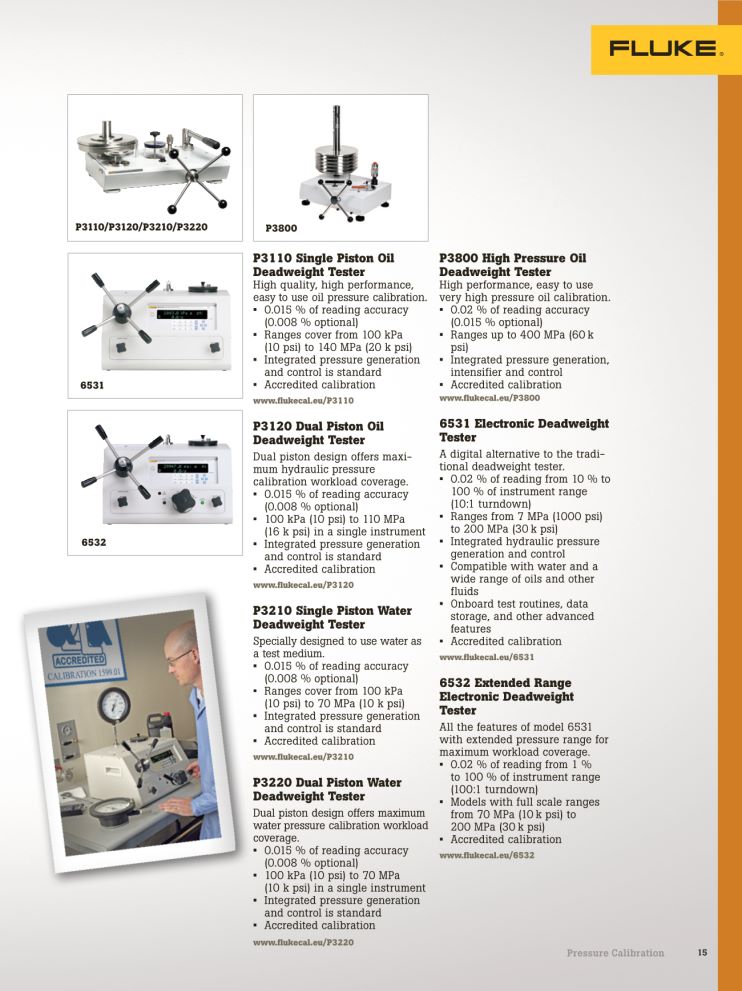 FLUKE®
P3110/P3120/P3210/P3220
P3800
6531
6532
ACCREDITED
CALIBRATION 1599.01
P3110 Single Piston Oil
Deadweight Tester
High quality, high performance,
easy to use oil pressure calibration.
▪ 0.015 % of reading accuracy
(0.008 % optional)
▪ Ranges cover from 100 kPa
(10 psi) to 140 MPa (20 k psi)
▪ Integrated pressure generation
and control is standard
▪ Accredited calibration
www.flukecal.eu/P3110
P3120 Dual Piston Oil
Deadweight Tester
Dual piston design offers maxi-
mum hydraulic pressure
calibration workload coverage.
▪ 0.015 % of reading accuracy
(0.008 % optional)
▪ 100 kPa (10 psi) to 110 MPa
(16 k psi) in a single instrument
▪ Integrated pressure generation
and control is standard
▪ Accredited calibration
www.flukecal.eu/P3120
P3210 Single Piston Water
Deadweight Tester
Specially designed to use water as
a test medium.
▪ 0.015 % of reading accuracy
(0.008 % optional)
▪ Ranges cover from 100 kPa
(10 psi) to 70 MPa (10 k psi)
▪ Integrated pressure generation
and control is standard
▪ Accredited calibration
www.flukecal.eu/P3210
P3220 Dual Piston Water
Deadweight Tester
Dual piston design offers maximum
water pressure calibration workload
coverage.
▪ 0.015 % of reading accuracy
(0.008 % optional)
▪ 100 kPa (10 psi) to 70 MPa
(10 k psi) in a single instrument
▪ Integrated pressure generation
and control is standard
▪ Accredited calibration
www.flukecal.eu/P3220
P3800 High Pressure Oil
Deadweight Tester
High performance, easy to use
very high pressure oil calibration.
▪ 0.02 % of reading accuracy
(0.015 % optional)
▪ Ranges up to 400 MPa (60 k
psi)
▪ Integrated pressure generation,
intensifier and control
▪ Accredited calibration
www.flukecal.eu/P3800
6531 Electronic Deadweight
Tester
A digital alternative to the tradi-
tional deadweight tester.
▪ 0.02 % of reading from 10 % to
100 % of instrument range
(10:1 turndown)
▪ Ranges from 7 MPa (1000 psi)
to 200 MPa (30 k psi)
▪ Integrated hydraulic pressure
generation and control
▪ Compatible with water and a
wide range of oils and other
fluids
▪ Onboard test routines, data
storage, and other advanced
features
▪ Accredited calibration
www.flukecal.eu/6531
6532 Extended Range
Electronic Deadweight
Tester
All the features of model 6531
with extended pressure range for
maximum workload coverage.
▪ 0.02 % of reading from 1 %
to 100 % of instrument range
(100:1 turndown)
▪ Models with full scale ranges
from 70 MPa (10 k psi) to
200 MPa (30 k psi)
▪ Accredited calibration
www.flukecal.eu/6532
Pressure Calibration 15